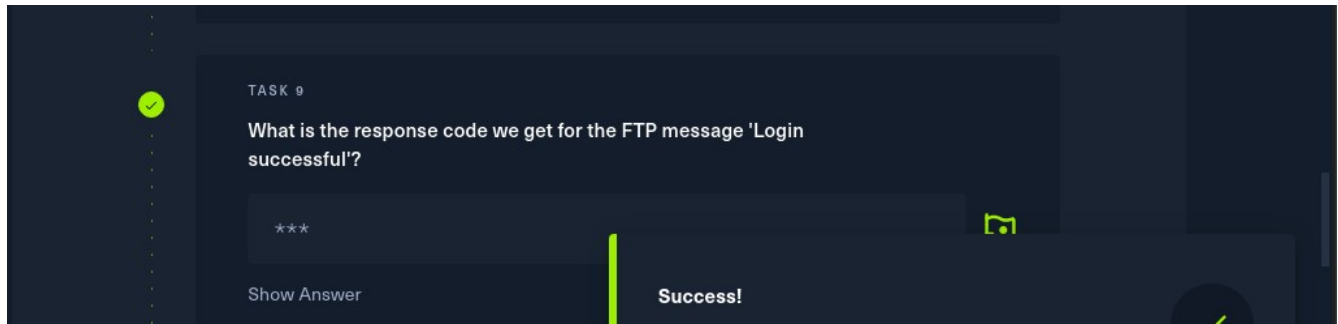 TASK 9
What is the response code we get for the FTP message 'Login
successful'?
***
Show Answer
Success!